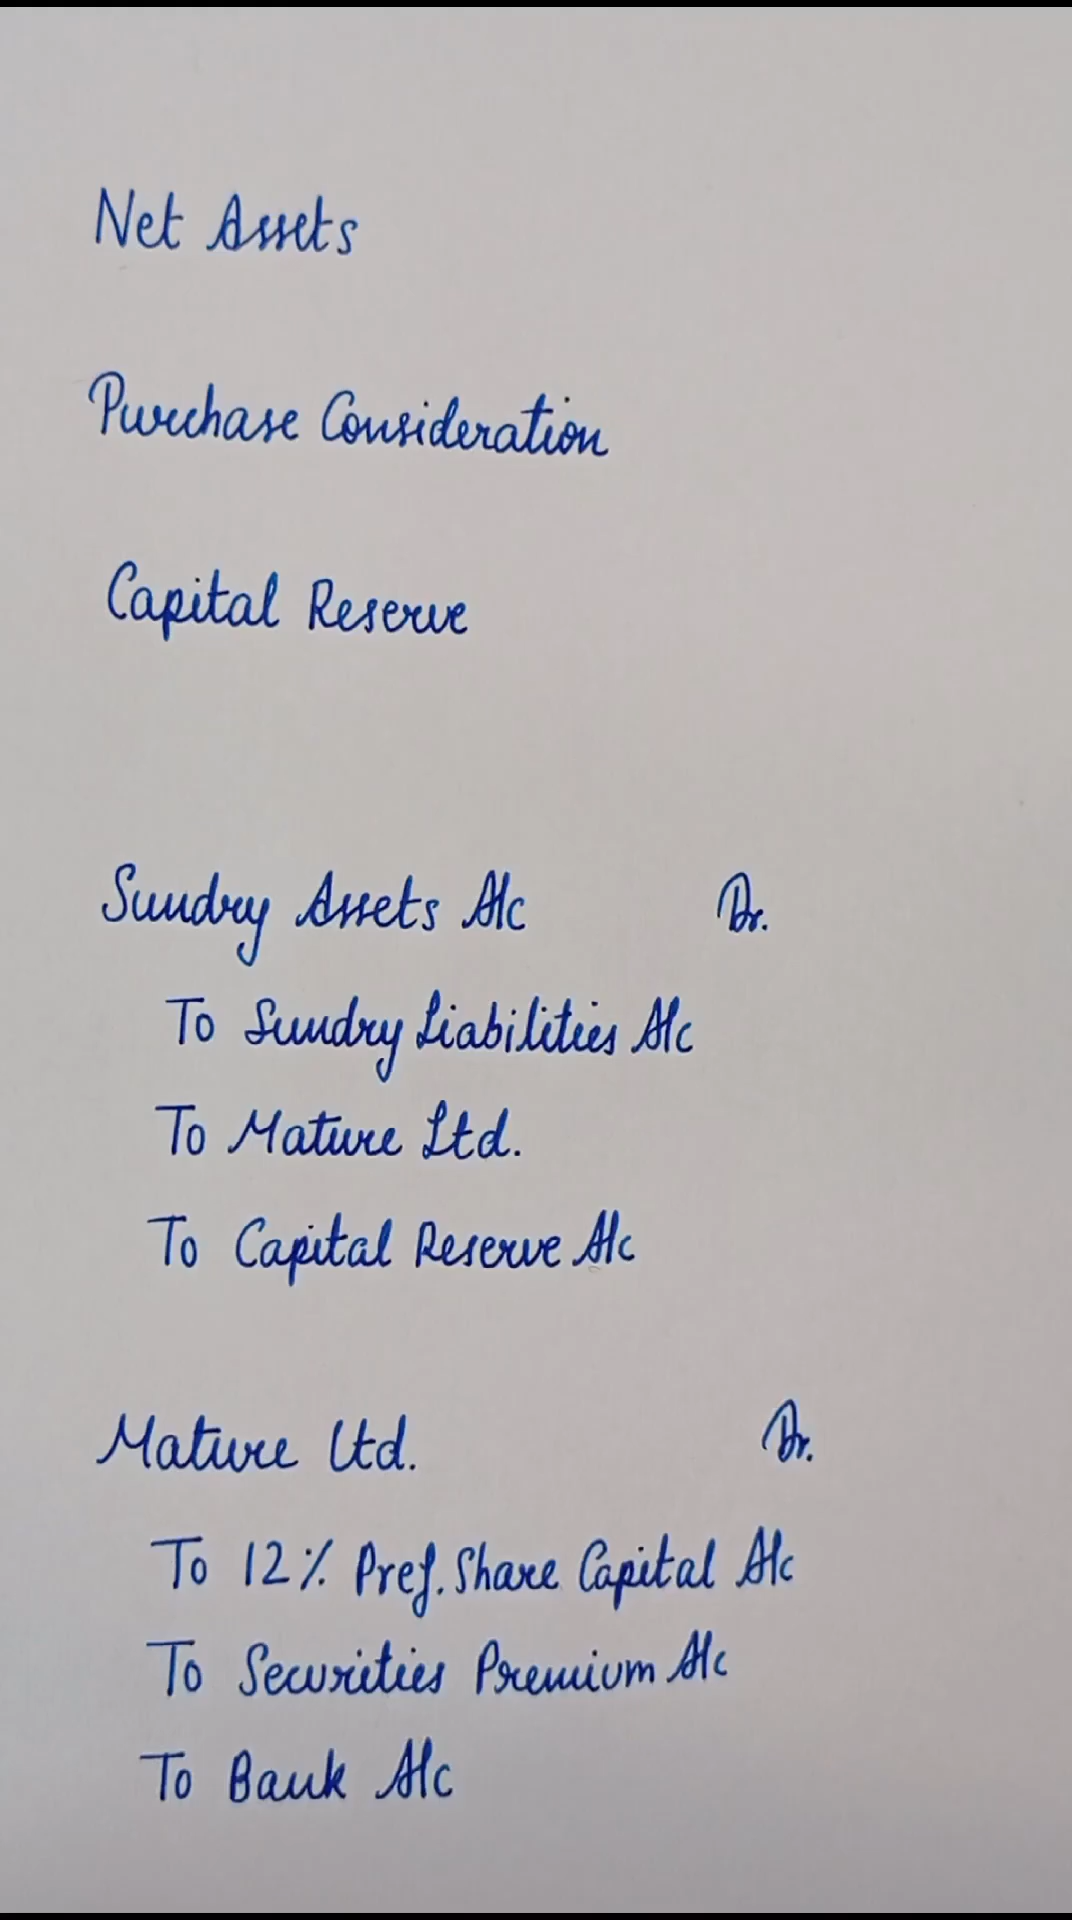 Net Assets
Purchase Consideration
Capital Reserve
Sundry Assets A/c Dr.
To Sundry Liabilities A/c
To Mature Ltd.
To Capital Reserve A/c
Mature Ltd. Dr.
To 12% Pref. Share Capital A/c
To Securities Premium A/c
To Bank A/c